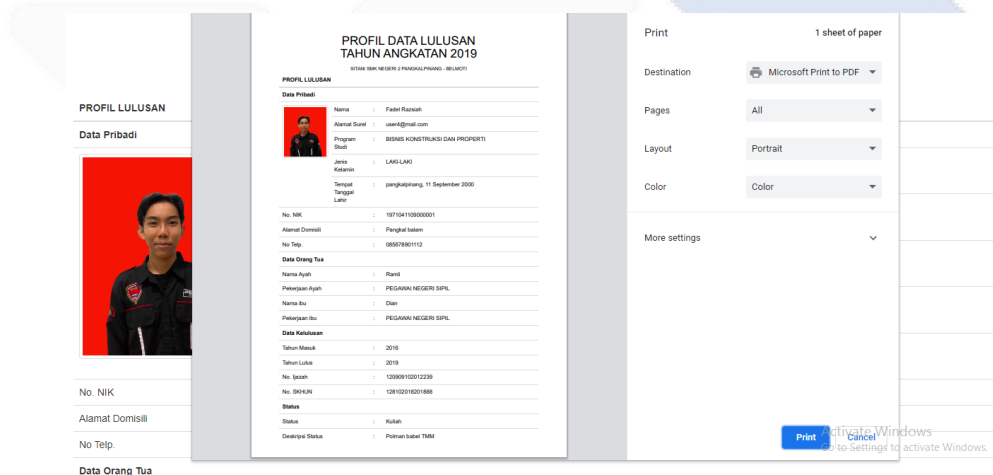 PROFIL LULUSAN
Data Pribadi
No. NIK
Alamat Domisili
No Telp.
Data Orang Tua
PROFIL DATA LULUSAN
TAHUN ANGKATAN 2019
SITANI SMK NEGERI 2 PANGKALPINANG - BELMOTI
PROFIL LULUSAN
Data Pribadi
Nama : Fadel Raziah
Alamat Surel : user4@mail.com
Program Studi : BISNIS KONSTRUKSI DAN PROPERTI
Jenis Kelamin : LAKI-LAKI
Tempat Tanggal Lahir : pangkalpinang, 11 September 2000
No. NIK : 1971041109000001
Alamat Domisili : Pangkal balam
No Telp. : 085678901112
Data Orang Tua
Nama Ayah : Ramli
Pekerjaan Ayah : PEGAWAI NEGERI SIPIL
Nama ibu : Dian
Pekerjaan ibu : PEGAWAI NEGERI SIPIL
Data Kelulusan
Tahun Masuk : 2016
Tahun Lulus : 2019
No. Ijazah : 120909102012239
No. SKHUN : 128102018201888
Status
Status : Kuliah
Deskripsi Status : Polman babel TMM
Print
1 sheet of paper
Destination
Microsoft Print to PDF
Pages
All
Layout
Portrait
Color
Color
More settings
Print
Cancel
Activate Windows
Go to Settings to activate Windows.